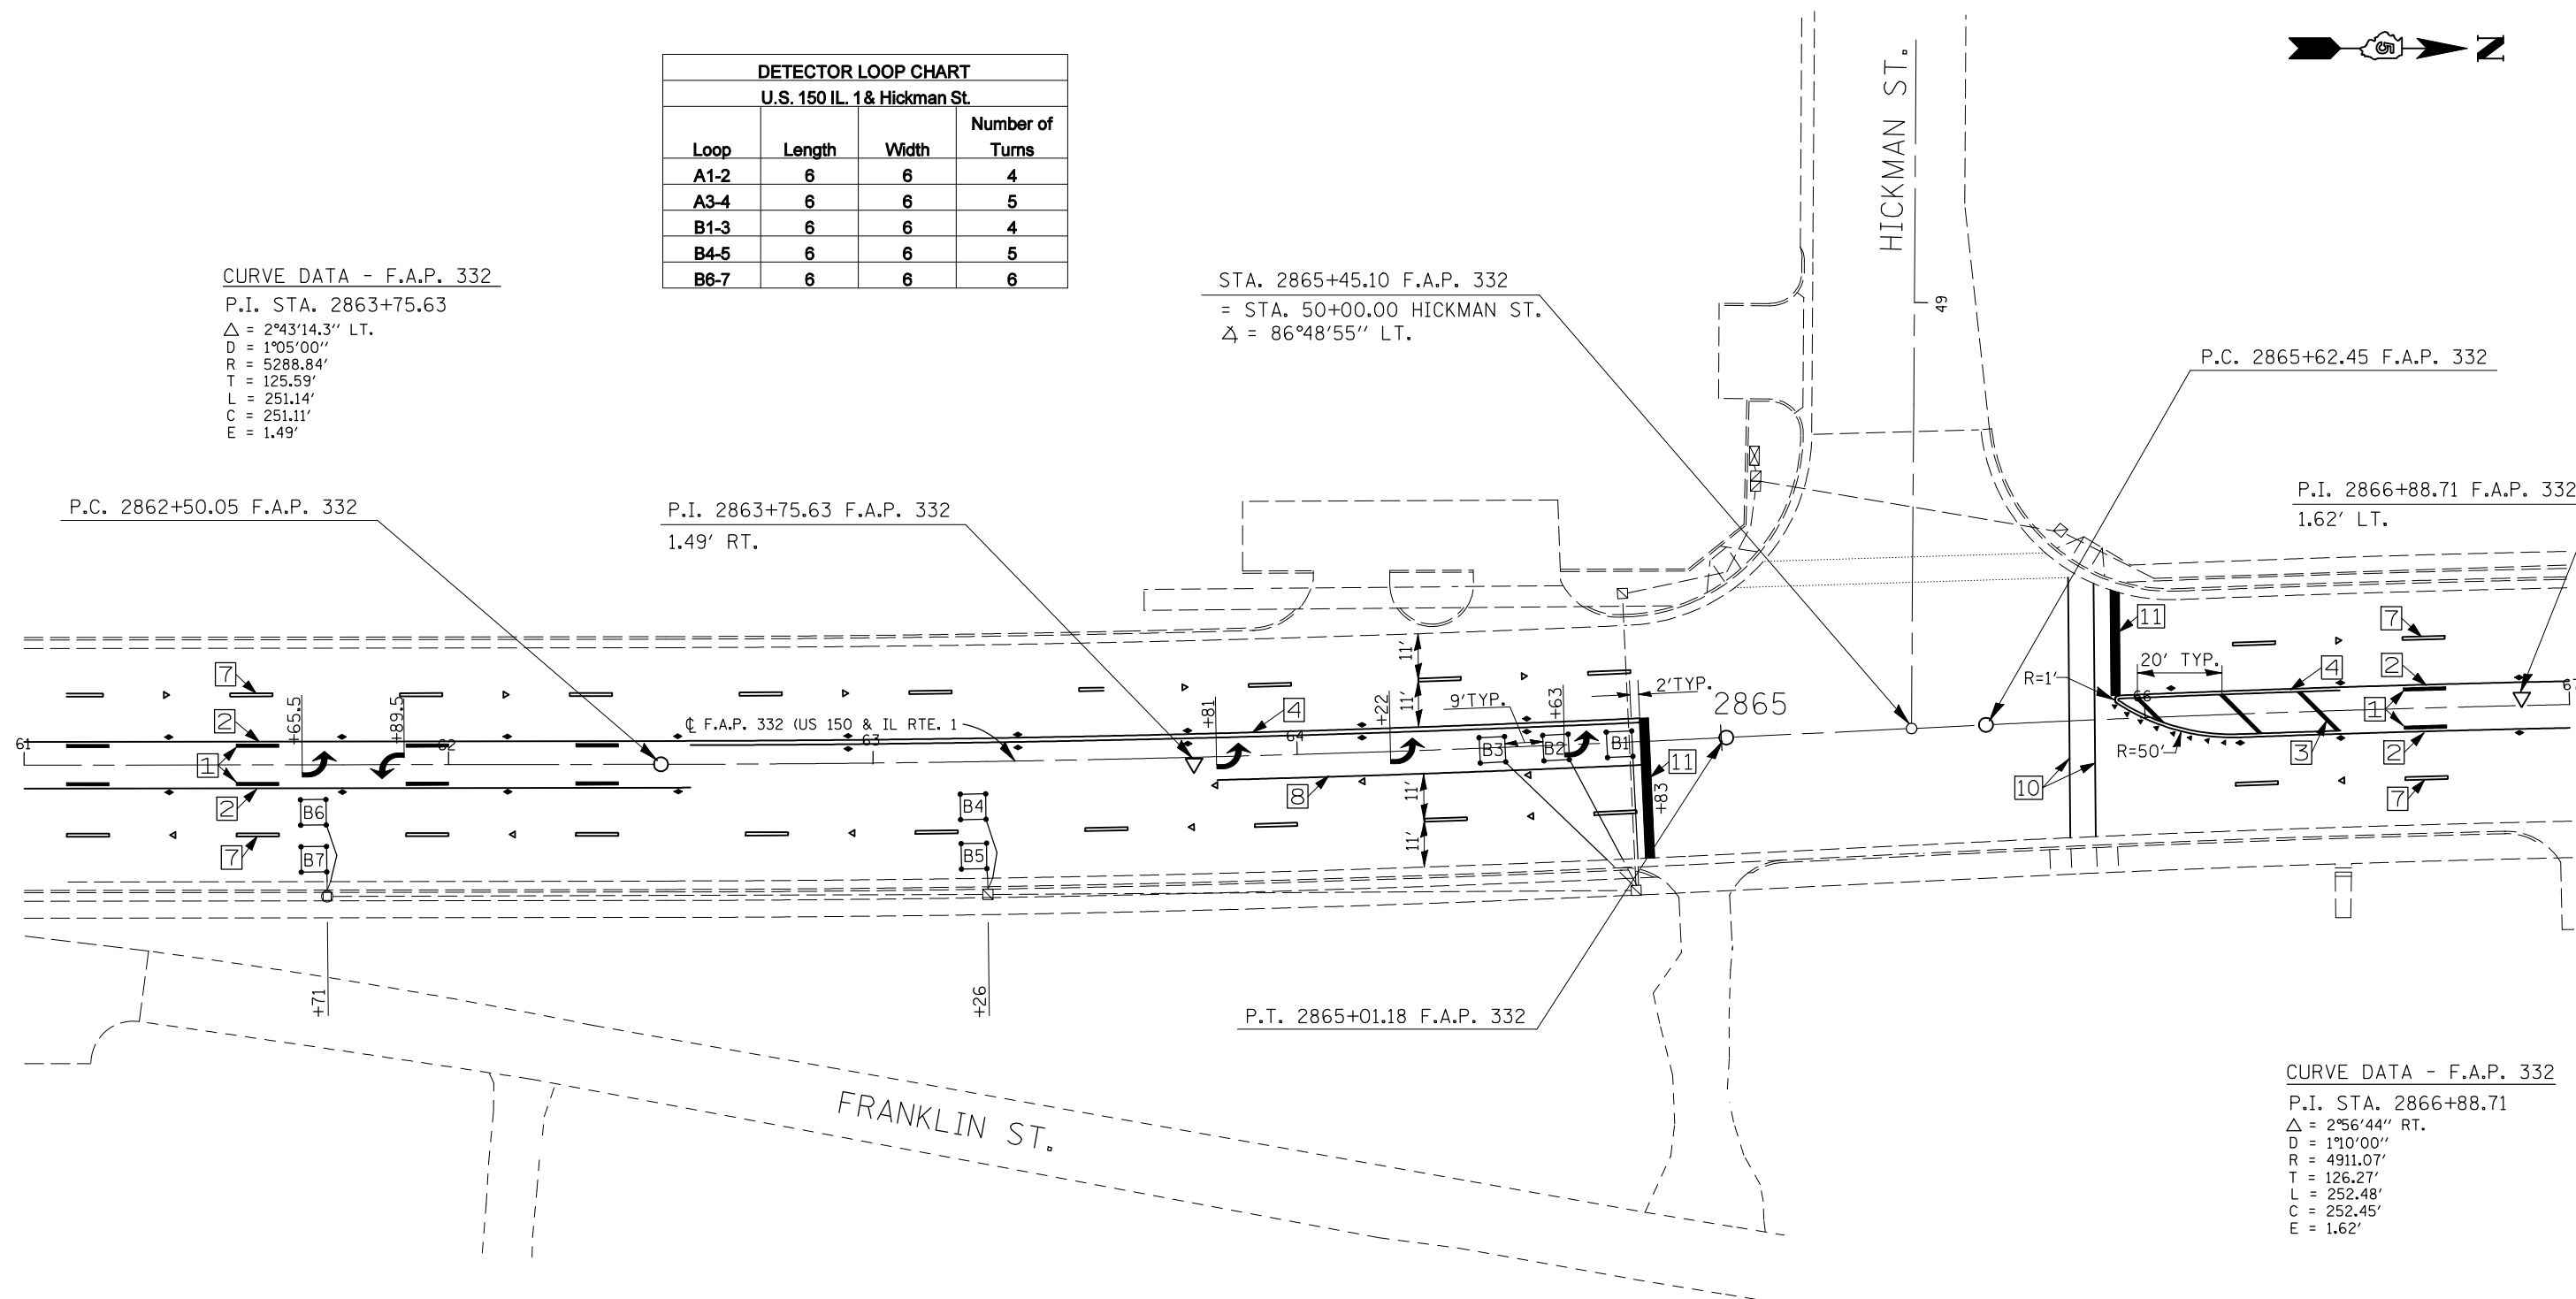 DETECTOR LOOP CHART
U.S. 150 IL. 1 & Hickman St.
Loop Length Width Number of Turns
A1-2 6 6 4
A3-4 6 6 5
B1-3 6 6 4
B4-5 6 6 5
B6-7 6 6 6
HICKMAN ST.
49
5
N
CURVE DATA - F.A.P. 332
P.I. STA. 2863+75.63
△ = 2°43'14.3'' LT.
D = 1°05'00''
R = 5288.84'
T = 125.59'
L = 251.14'
C = 251.11'
E = 1.49'
STA. 2865+45.10 F.A.P. 332
= STA. 50+00.00 HICKMAN ST.
∡ = 86°48'55'' LT.
P.C. 2865+62.45 F.A.P. 332
P.I. 2866+88.71 F.A.P. 332
1.62' LT.
P.C. 2862+50.05 F.A.P. 332
P.I. 2863+75.63 F.A.P. 332
1.49' RT.
61
7
2
1
2
7
+65.5
+89.5
62
B6
B7
+71
℄ F.A.P. 332 (US 150 & IL RTE. 1
63
B4
B5
+26
+81
4
64
8
+22
11'
11'
11'
11'
9'TYP.
B3
B2
B1
+63
2'TYP.
11
+83
2865
P.T. 2865+01.18 F.A.P. 332
10
11
R=1'
66
20' TYP.
R=50'
4
3
2
1
2
7
7
67
FRANKLIN ST.
CURVE DATA - F.A.P. 332
P.I. STA. 2866+88.71
△ = 2°56'44'' RT.
D = 1°10'00''
R = 4911.07'
T = 126.27'
L = 252.48'
C = 252.45'
E = 1.62'